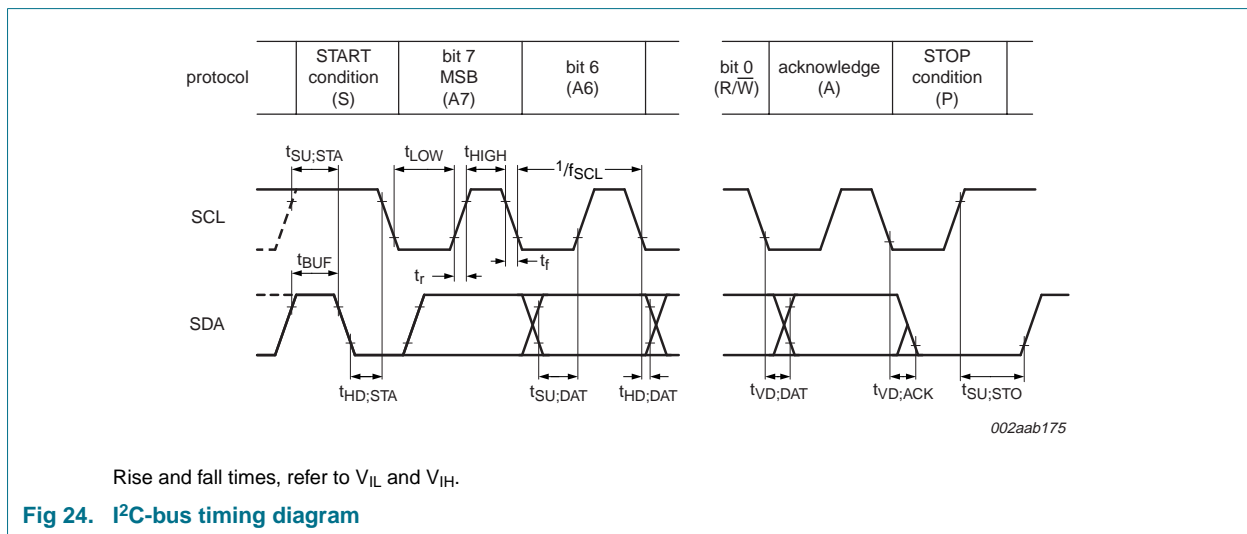 protocol
START condition (S)
bit 7 MSB (A7)
bit 6 (A6)
bit 0 (R/W̅)
acknowledge (A)
STOP condition (P)
tSU;STA
tLOW
tHIGH
1/fSCL
SCL
tBUF
tr
tf
SDA
tHD;STA
tSU;DAT
tHD;DAT
tVD;DAT
tVD;ACK
tSU;STO
002aab175
Rise and fall times, refer to VIL and VIH.
Fig 24. I²C-bus timing diagram